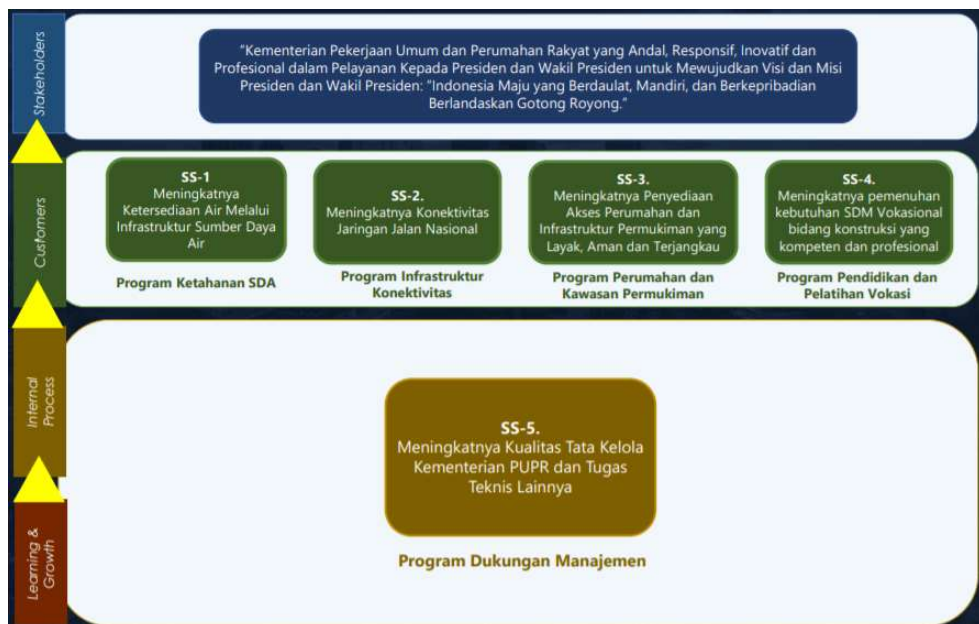 Stakeholders
"Kementerian Pekerjaan Umum dan Perumahan Rakyat yang Andal, Responsif, Inovatif dan
Profesional dalam Pelayanan Kepada Presiden dan Wakil Presiden untuk Mewujudkan Visi dan Misi
Presiden dan Wakil Presiden: "Indonesia Maju yang Berdaulat, Mandiri, dan Berkepribadian
Berlandaskan Gotong Royong."
Customers
SS-1
Meningkatnya
Ketersediaan Air Melalui
Infrastruktur Sumber Daya
Air
Program Ketahanan SDA
SS-2.
Meningkatnya Konektivitas
Jaringan Jalan Nasional
Program Infrastruktur
Konektivitas
SS-3.
Meningkatnya Penyediaan
Akses Perumahan dan
Infrastruktur Permukiman yang
Layak, Aman dan Terjangkau
Program Perumahan dan
Kawasan Permukiman
SS-4.
Meningkatnya pemenuhan
kebutuhan SDM Vokasional
bidang konstruksi yang
kompeten dan profesional
Program Pendidikan dan
Pelatihan Vokasi
Internal
Process
SS-5.
Meningkatnya Kualitas Tata Kelola
Kementerian PUPR dan Tugas
Teknis Lainnya
Program Dukungan Manajemen
Learning &
Growth